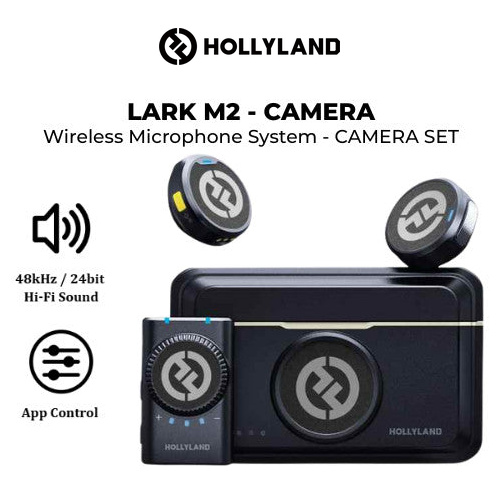 HOLLYLAND
LARK M2 - CAMERA
Wireless Microphone System - CAMERA SET
48kHz / 24bit
Hi-Fi Sound
App Control
HOLLYLAND
HOLLYLAND